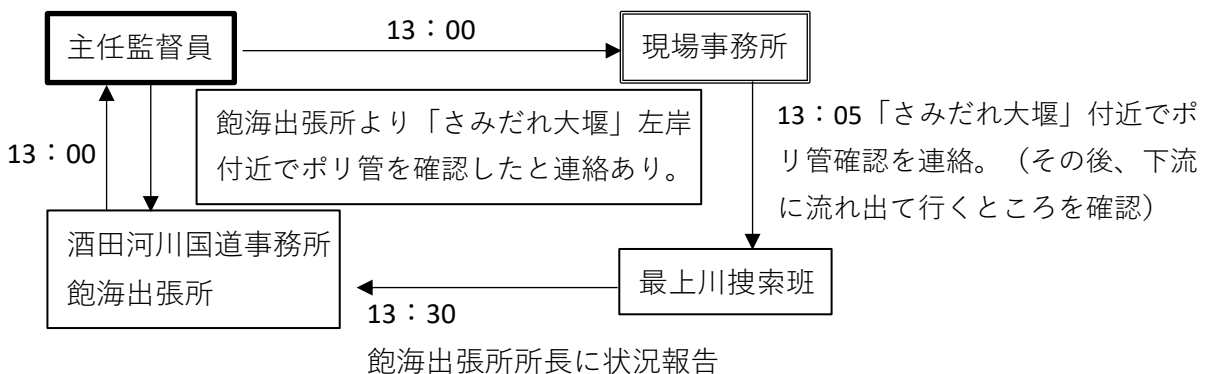 13：00
主任監督員
現場事務所
飽海出張所より「さみだれ大堰」左岸
付近でポリ管を確認したと連絡あり。
13：05「さみだれ大堰」付近でポ
リ管確認を連絡。（その後、下流
に流れ出て行くところを確認）
13：00
酒田河川国道事務所
飽海出張所
最上川捜索班
13：30
飽海出張所所長に状況報告